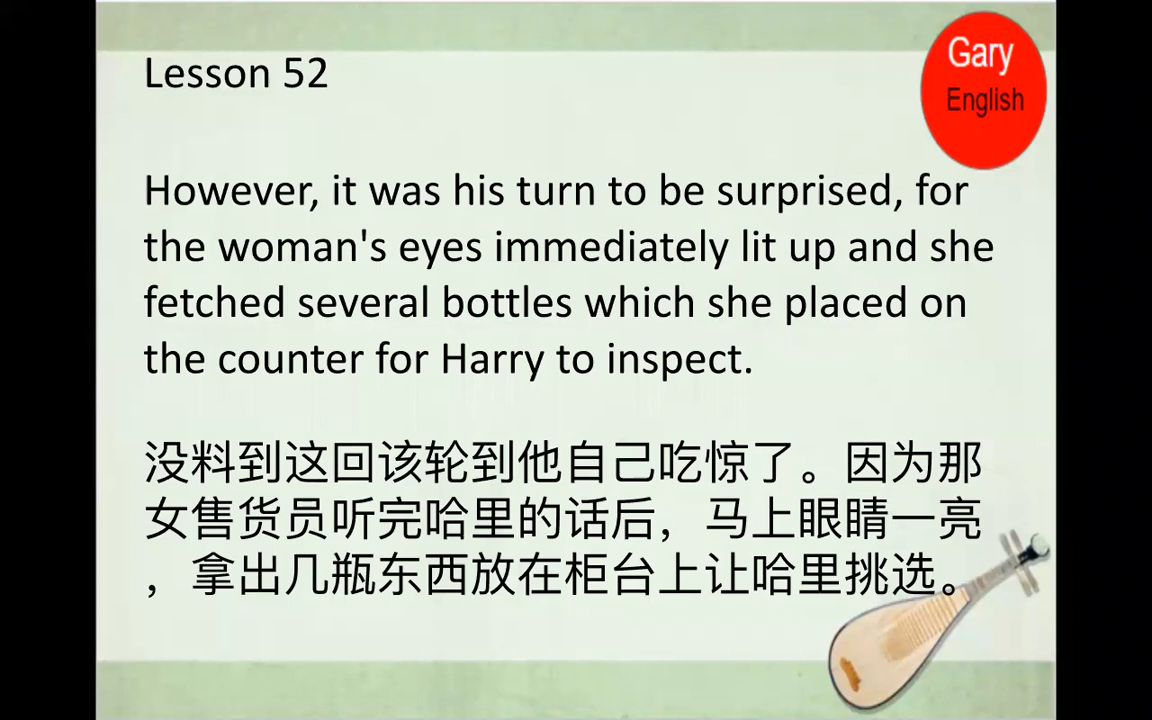 Lesson 52
Gary
English
However, it was his turn to be surprised, for
the woman's eyes immediately lit up and she
fetched several bottles which she placed on
the counter for Harry to inspect.
没料到这回该轮到他自己吃惊了。因为那
女售货员听完哈里的话后，马上眼睛一亮
，拿出几瓶东西放在柜台上让哈里挑选。